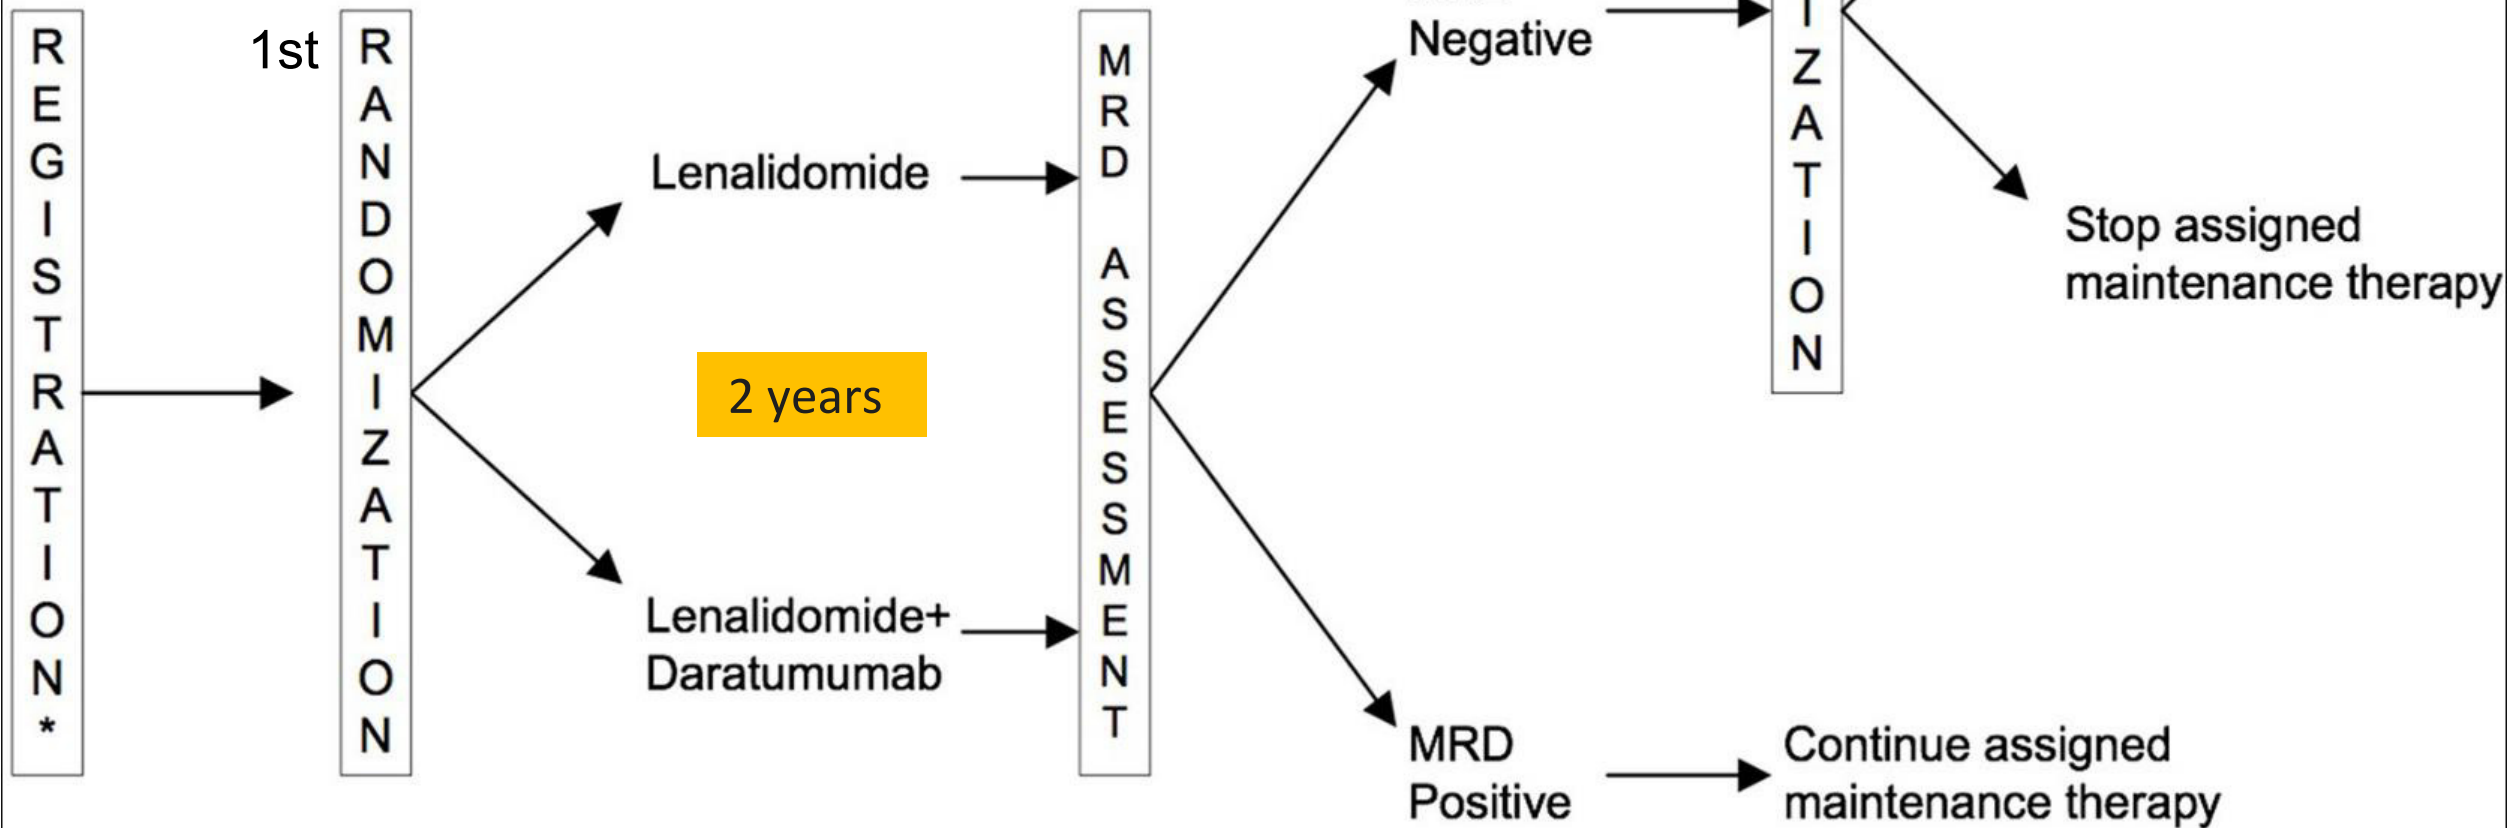 REGISTRATION*
1st
RANDOMIZATION
Lenalidomide
2 years
Lenalidomide+
Daratumumab
MRD ASSESSMENT
Negative
MRD
Positive
IZATION
Stop assigned
maintenance therapy
Continue assigned
maintenance therapy